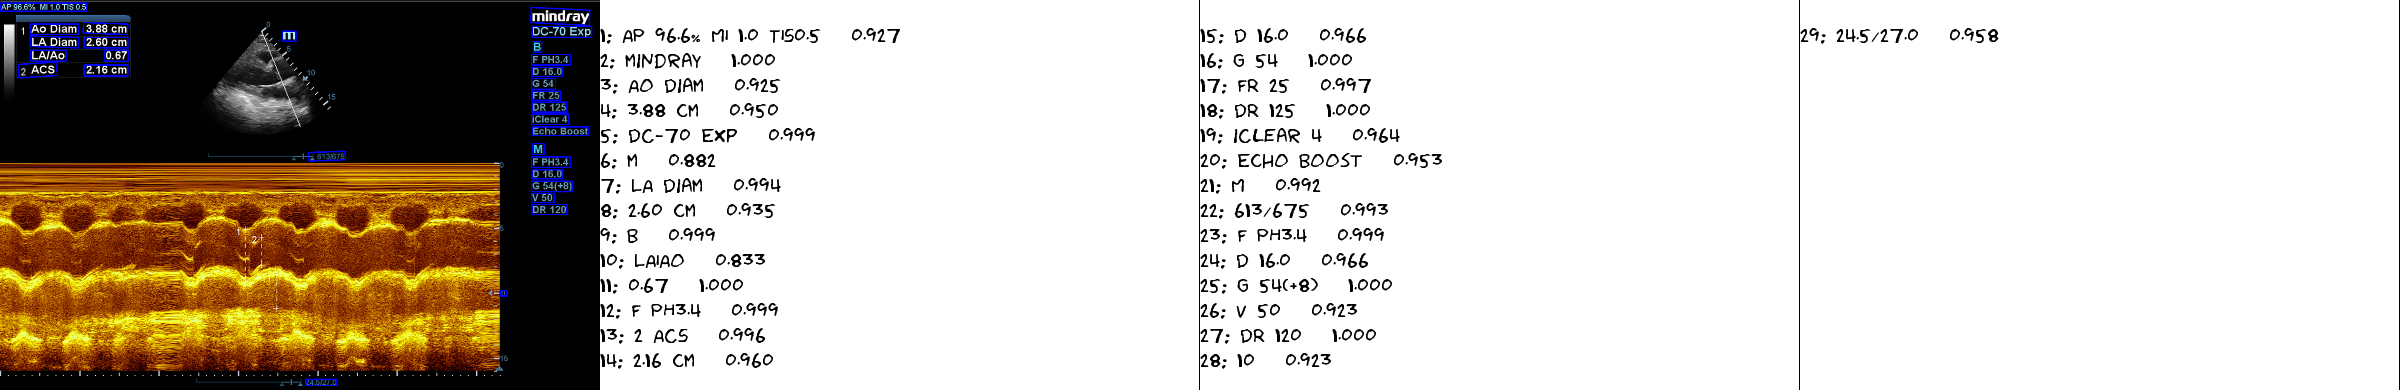 AP 96.6% MI 1.0 TIS 0.5
1 Ao Diam 3.88 cm
LA Diam 2.60 cm
LA/Ao 0.67
2 ACS 2.16 cm
mindray
DC-70 Exp
B
F PH3.4
D 16.0
G 54
FR 25
DR 125
iClear 4
Echo Boost
M
F PH3.4
D 16.0
G 54(+8)
V 50
DR 120
0
m
5
10
15
613/675
0
5
1
2
10
15
24.5/27.0
1: AP 96.6% MI 1.0 TIS0.5 0.927
2: MINDRAY 1.000
3: AO DIAM 0.925
4: 3.88 CM 0.950
5: DC-70 EXP 0.999
6: M 0.882
7: LA DIAM 0.994
8: 2.60 CM 0.935
9: B 0.999
10: LAIAO 0.833
11: 0.67 1.000
12: F PH3.4 0.999
13: 2 ACS 0.996
14: 2.16 CM 0.960
15: D 16.0 0.966
16: G 54 1.000
17: FR 25 0.997
18: DR 125 1.000
19: ICLEAR 4 0.964
20: ECHO BOOST 0.953
21: M 0.992
22: 613/675 0.993
23: F PH3.4 0.999
24: D 16.0 0.966
25: G 54(+8) 1.000
26: V 50 0.923
27: DR 120 1.000
28: 10 0.923
29: 24.5/27.0 0.958